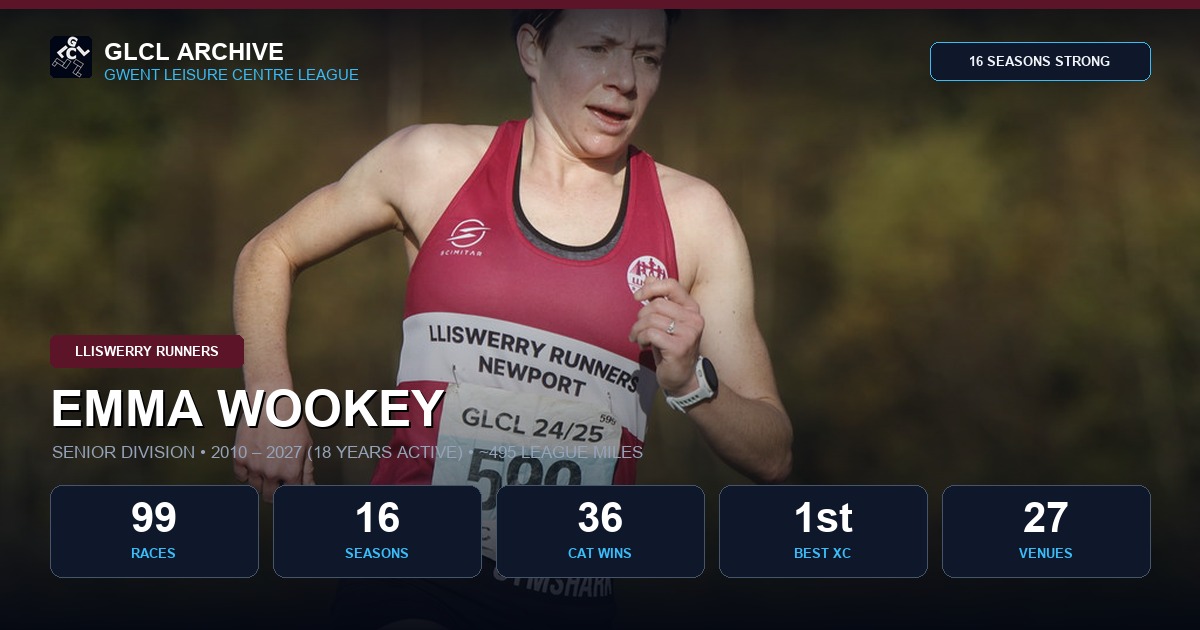 GLCL ARCHIVE
GWENT LEISURE CENTRE LEAGUE
16 SEASONS STRONG
SCIMITAR
LLISWERRY RUNNERS
NEWPORT
GLCL 24/25
LLISWERRY RUNNERS
EMMA WOOKEY
SENIOR DIVISION • 2010 – 2027 (18 YEARS ACTIVE) • ~495 LEAGUE MILES
99
RACES
16
SEASONS
36
CAT WINS
1st
BEST XC
27
VENUES